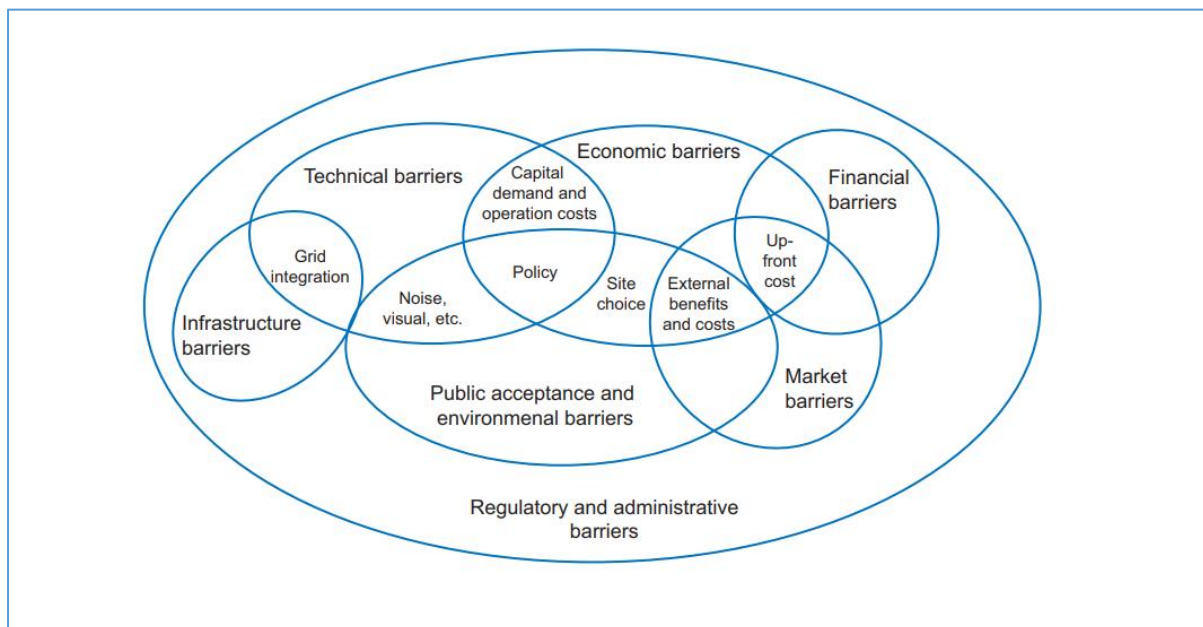 Technical barriers
Economic barriers
Financial
barriers
Capital
demand and
operation costs
Grid
integration
Infrastructure
barriers
Noise,
visual, etc.
Policy
Site
choice
External
benefits
and costs
Up-
front
cost
Market
barriers
Public acceptance and
environmenal barriers
Regulatory and administrative
barriers